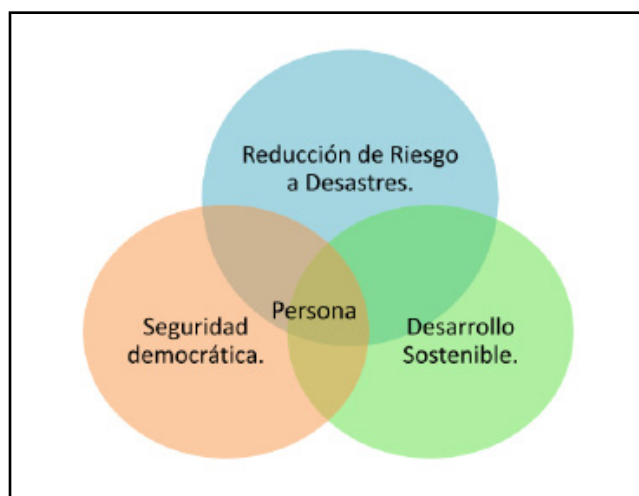 Reducción de Riesgo
a Desastres.
Persona
Seguridad
democrática.
Desarrollo
Sostenible.